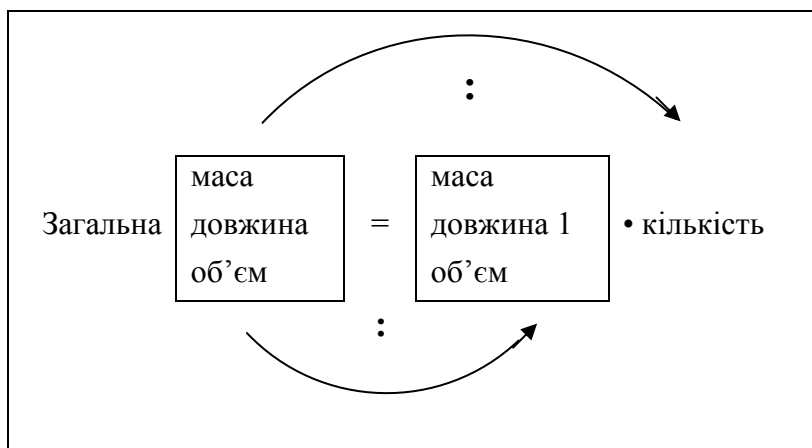 :
маса маса
Загальна довжина = довжина 1 • кількість
об’єм об’єм
: